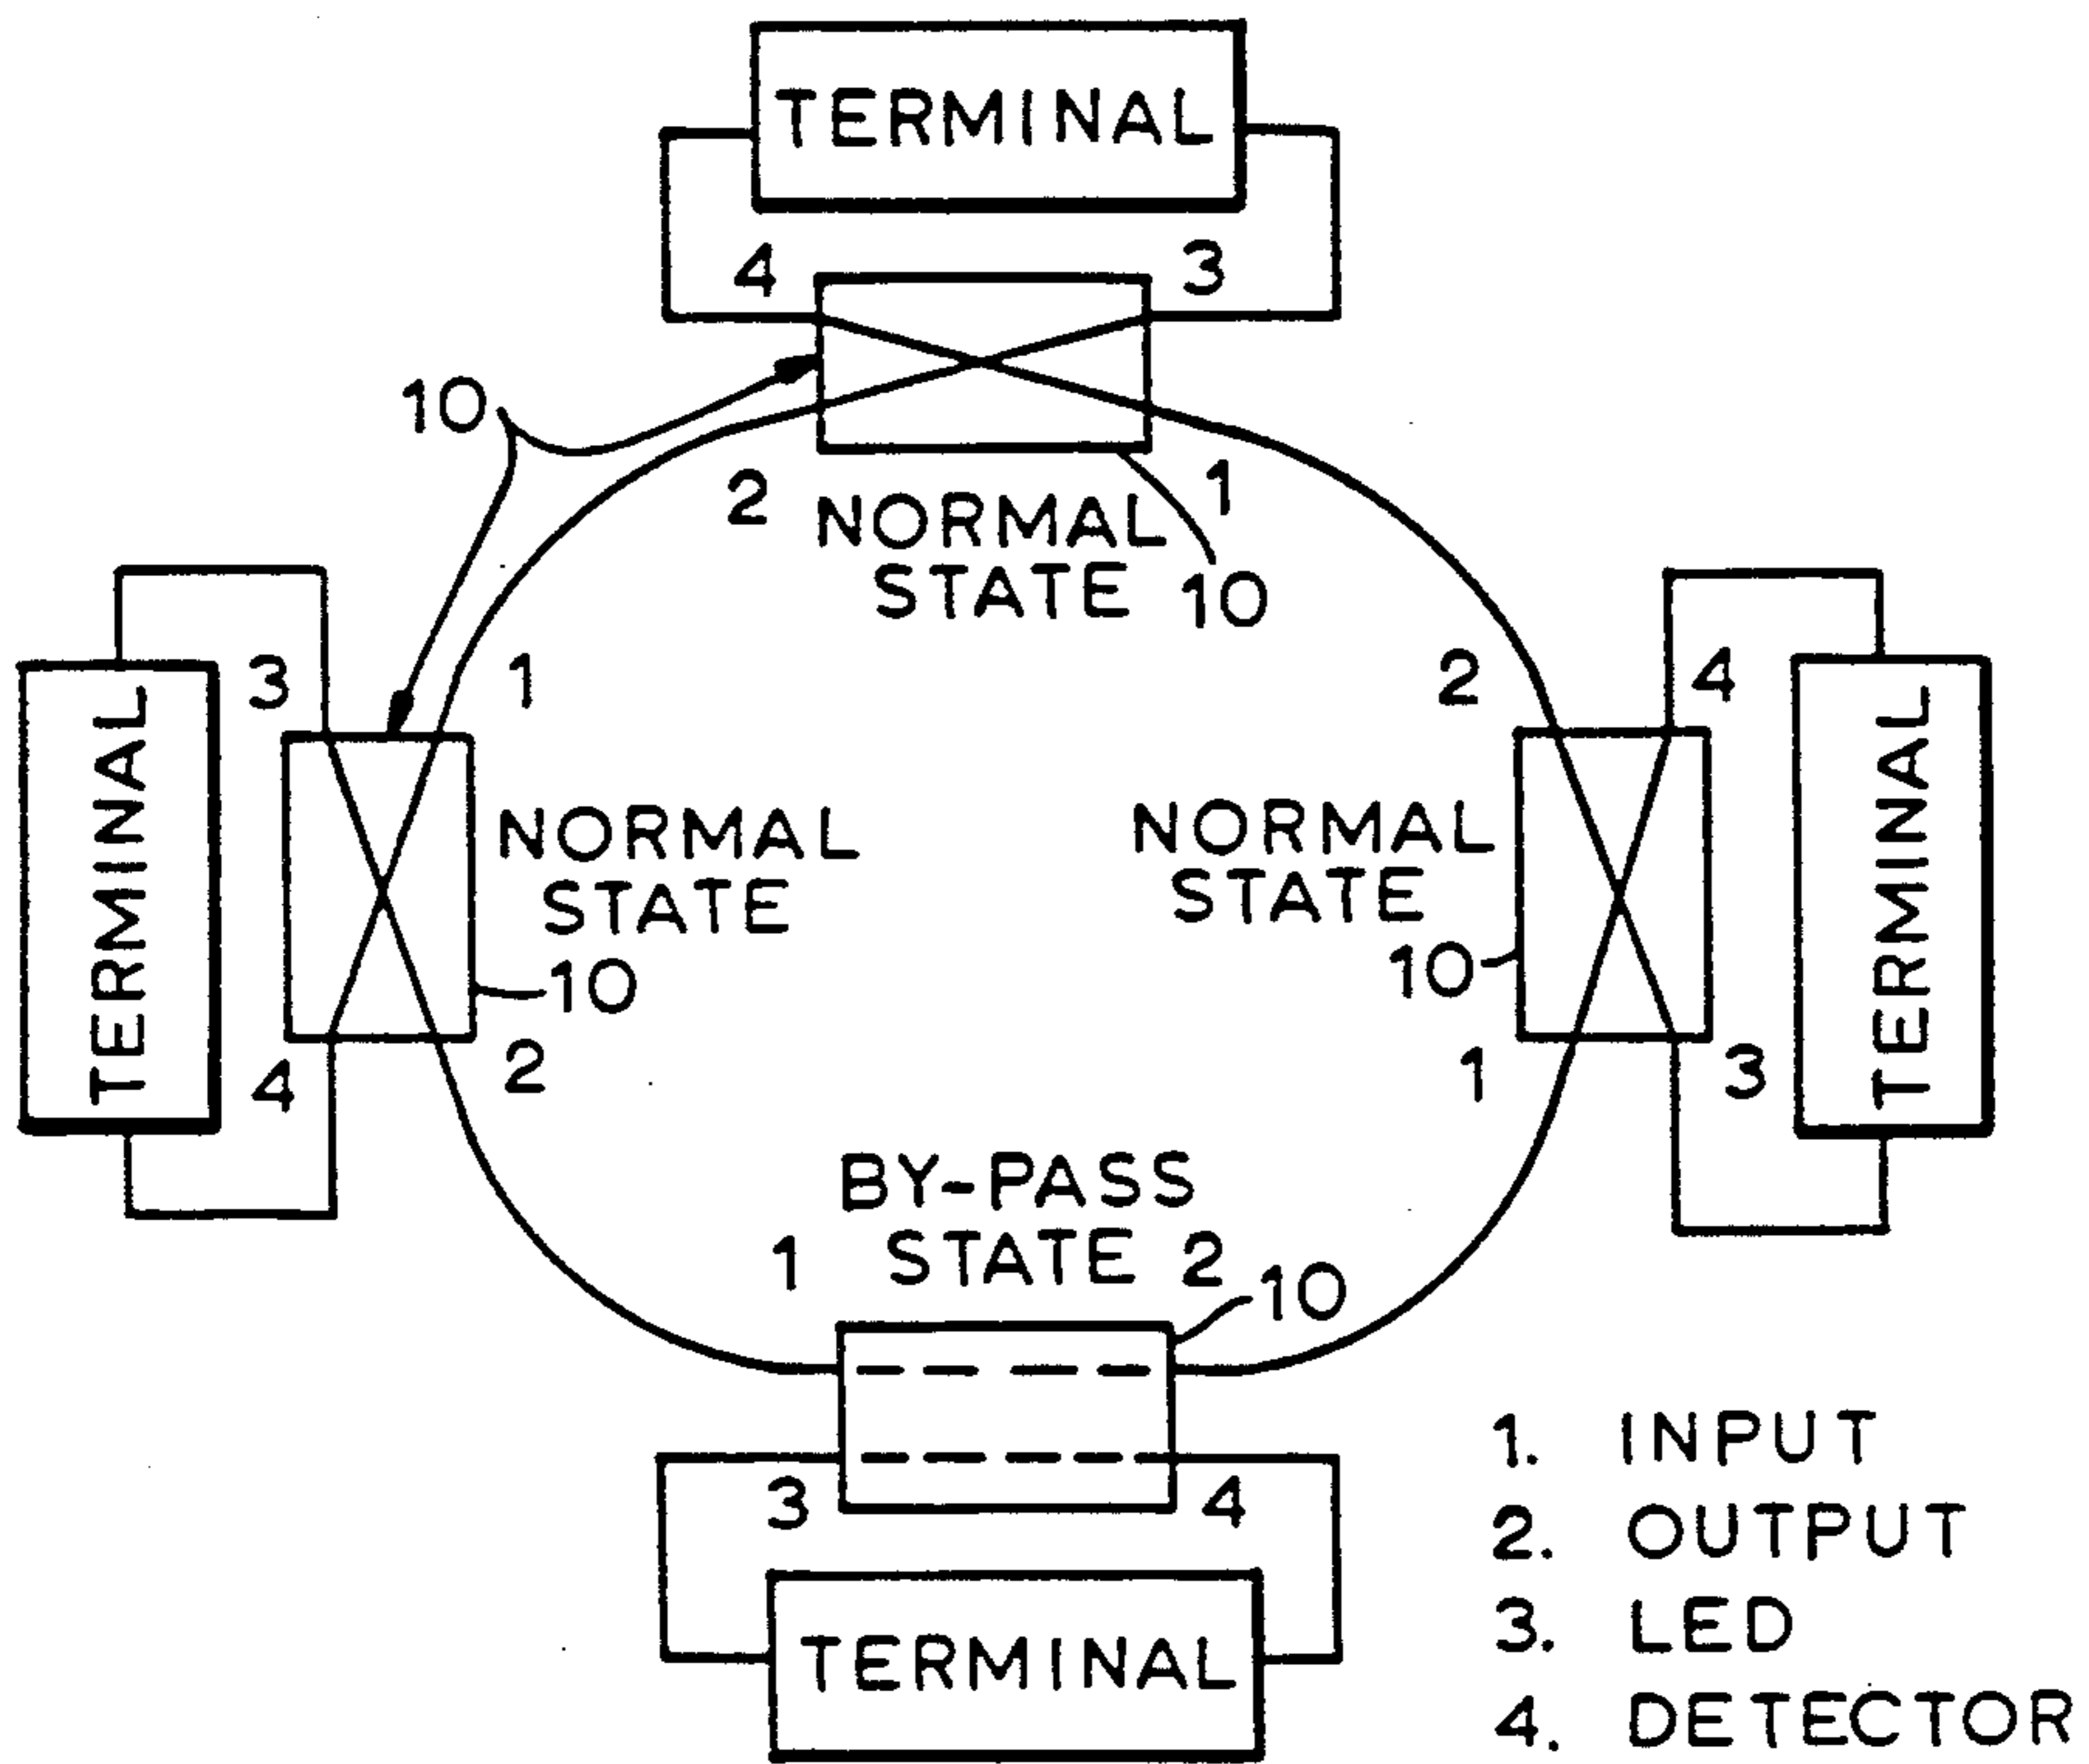 TERMINAL
4
3
10
2
1
NORMAL
STATE
10
3
1
2
4
TERMINAL
NORMAL
STATE
10
NORMAL
STATE
10
TERMINAL
4
2
1
3
BY-PASS
STATE
1
2
10
3
4
TERMINAL
1. INPUT
2. OUTPUT
3. LED
4. DETECTOR